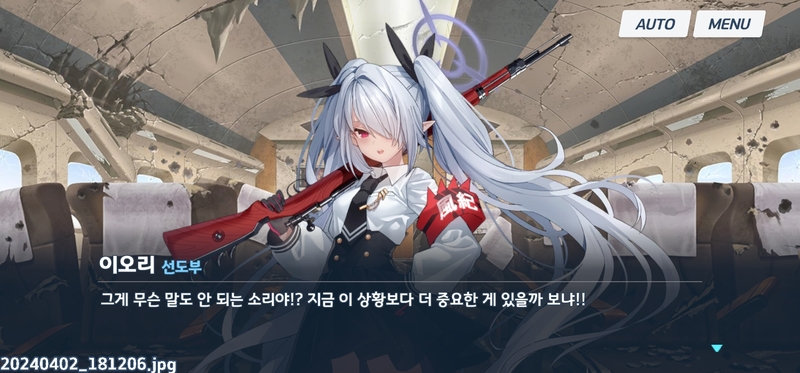 AUTO MENU
風紀
이오리 선도부
그게 무슨 말도 안 되는 소리야!? 지금 이 상황보다 더 중요한 게 있을까 보냐!!
20240402_181206.jpg